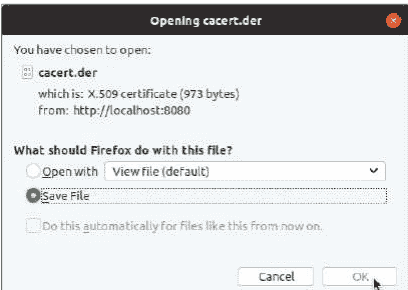 Opening cacert.der
You have chosen to open:
cacert.der
which is: X.509 certificate (973 bytes)
from: http://localhost:8080
What should Firefox do with this file?
Open with View file (default)
Save File
Do this automatically for files like this from now on.
Cancel OK